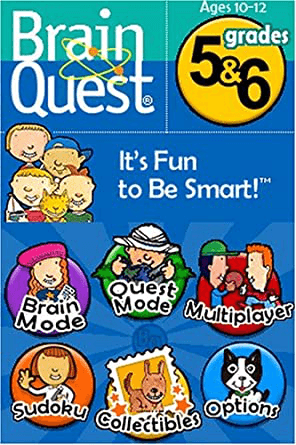 Brain
Quest®
Ages 10-12
grades
5&6
It's Fun
to Be Smart!™
Brain
Mode
Quest
Mode
Multiplayer
Sudoku
Collectibles
Options